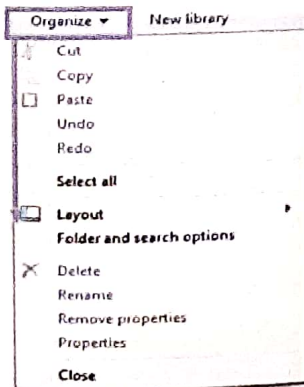 Organize New library
Cut
Copy
Paste
Undo
Redo
Select all
Layout
Folder and search options
Delete
Rename
Remove properties
Properties
Close